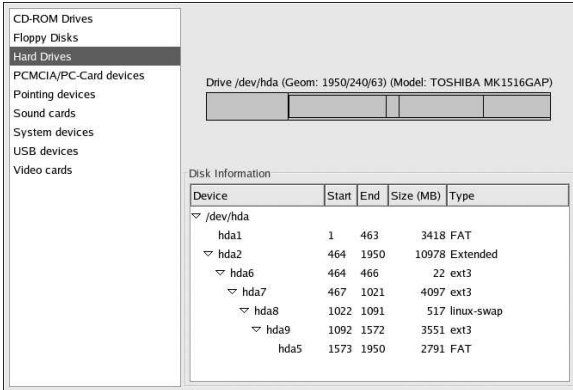 CD-ROM Drives
Floppy Disks
Hard Drives
PCMCIA/PC-Card devices
Pointing devices
Sound cards
System devices
USB devices
Video cards
Drive /dev/hda (Geom: 1950/240/63) (Model: TOSHIBA MK1516GAP)
Disk Information
Device Start End Size (MB) Type
/dev/hda
hda1 1 463 3418 FAT
hda2 464 1950 10978 Extended
hda6 464 466 22 ext3
hda7 467 1021 4097 ext3
hda8 1022 1091 517 linux-swap
hda9 1092 1572 3551 ext3
hda5 1573 1950 2791 FAT